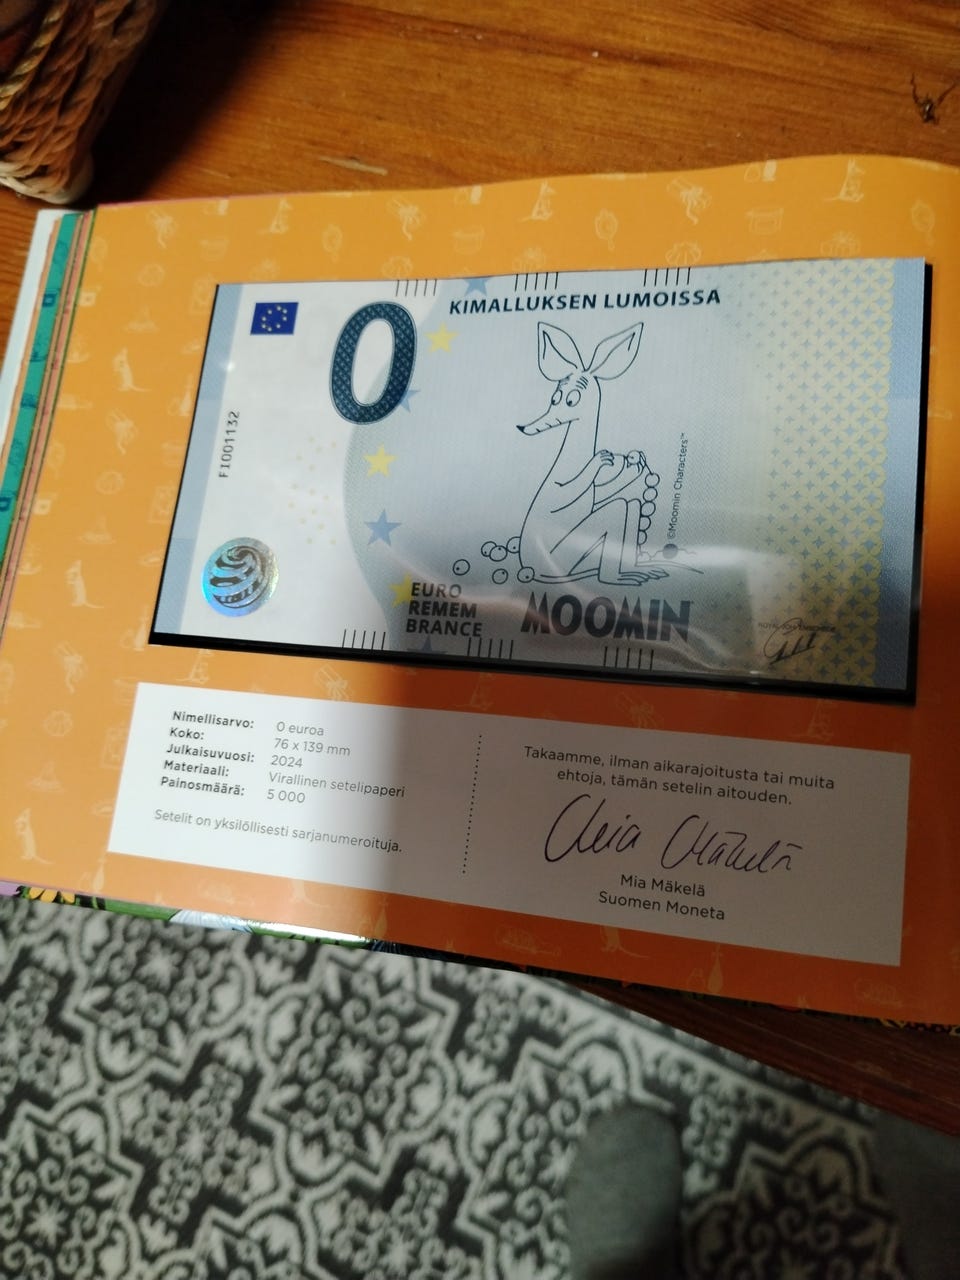 KIMALLUKSEN LUMOISSA
0
FI001132
©Moomin Characters™
EURO
REMEM
BRANCE
MOOMIN
Nimellisarvo: 0 euroa
Koko: 76 x 139 mm
Julkaisuvuosi: 2024
Materiaali: Virallinen setelipaperi
Painosmäärä: 5 000
Setelit on yksilöllisesti sarjanumeroituja.
Takaamme, ilman aikarajoitusta tai muita
ehtoja, tämän setelin aitouden.
Mia Mäkelä
Mia Mäkelä
Suomen Moneta